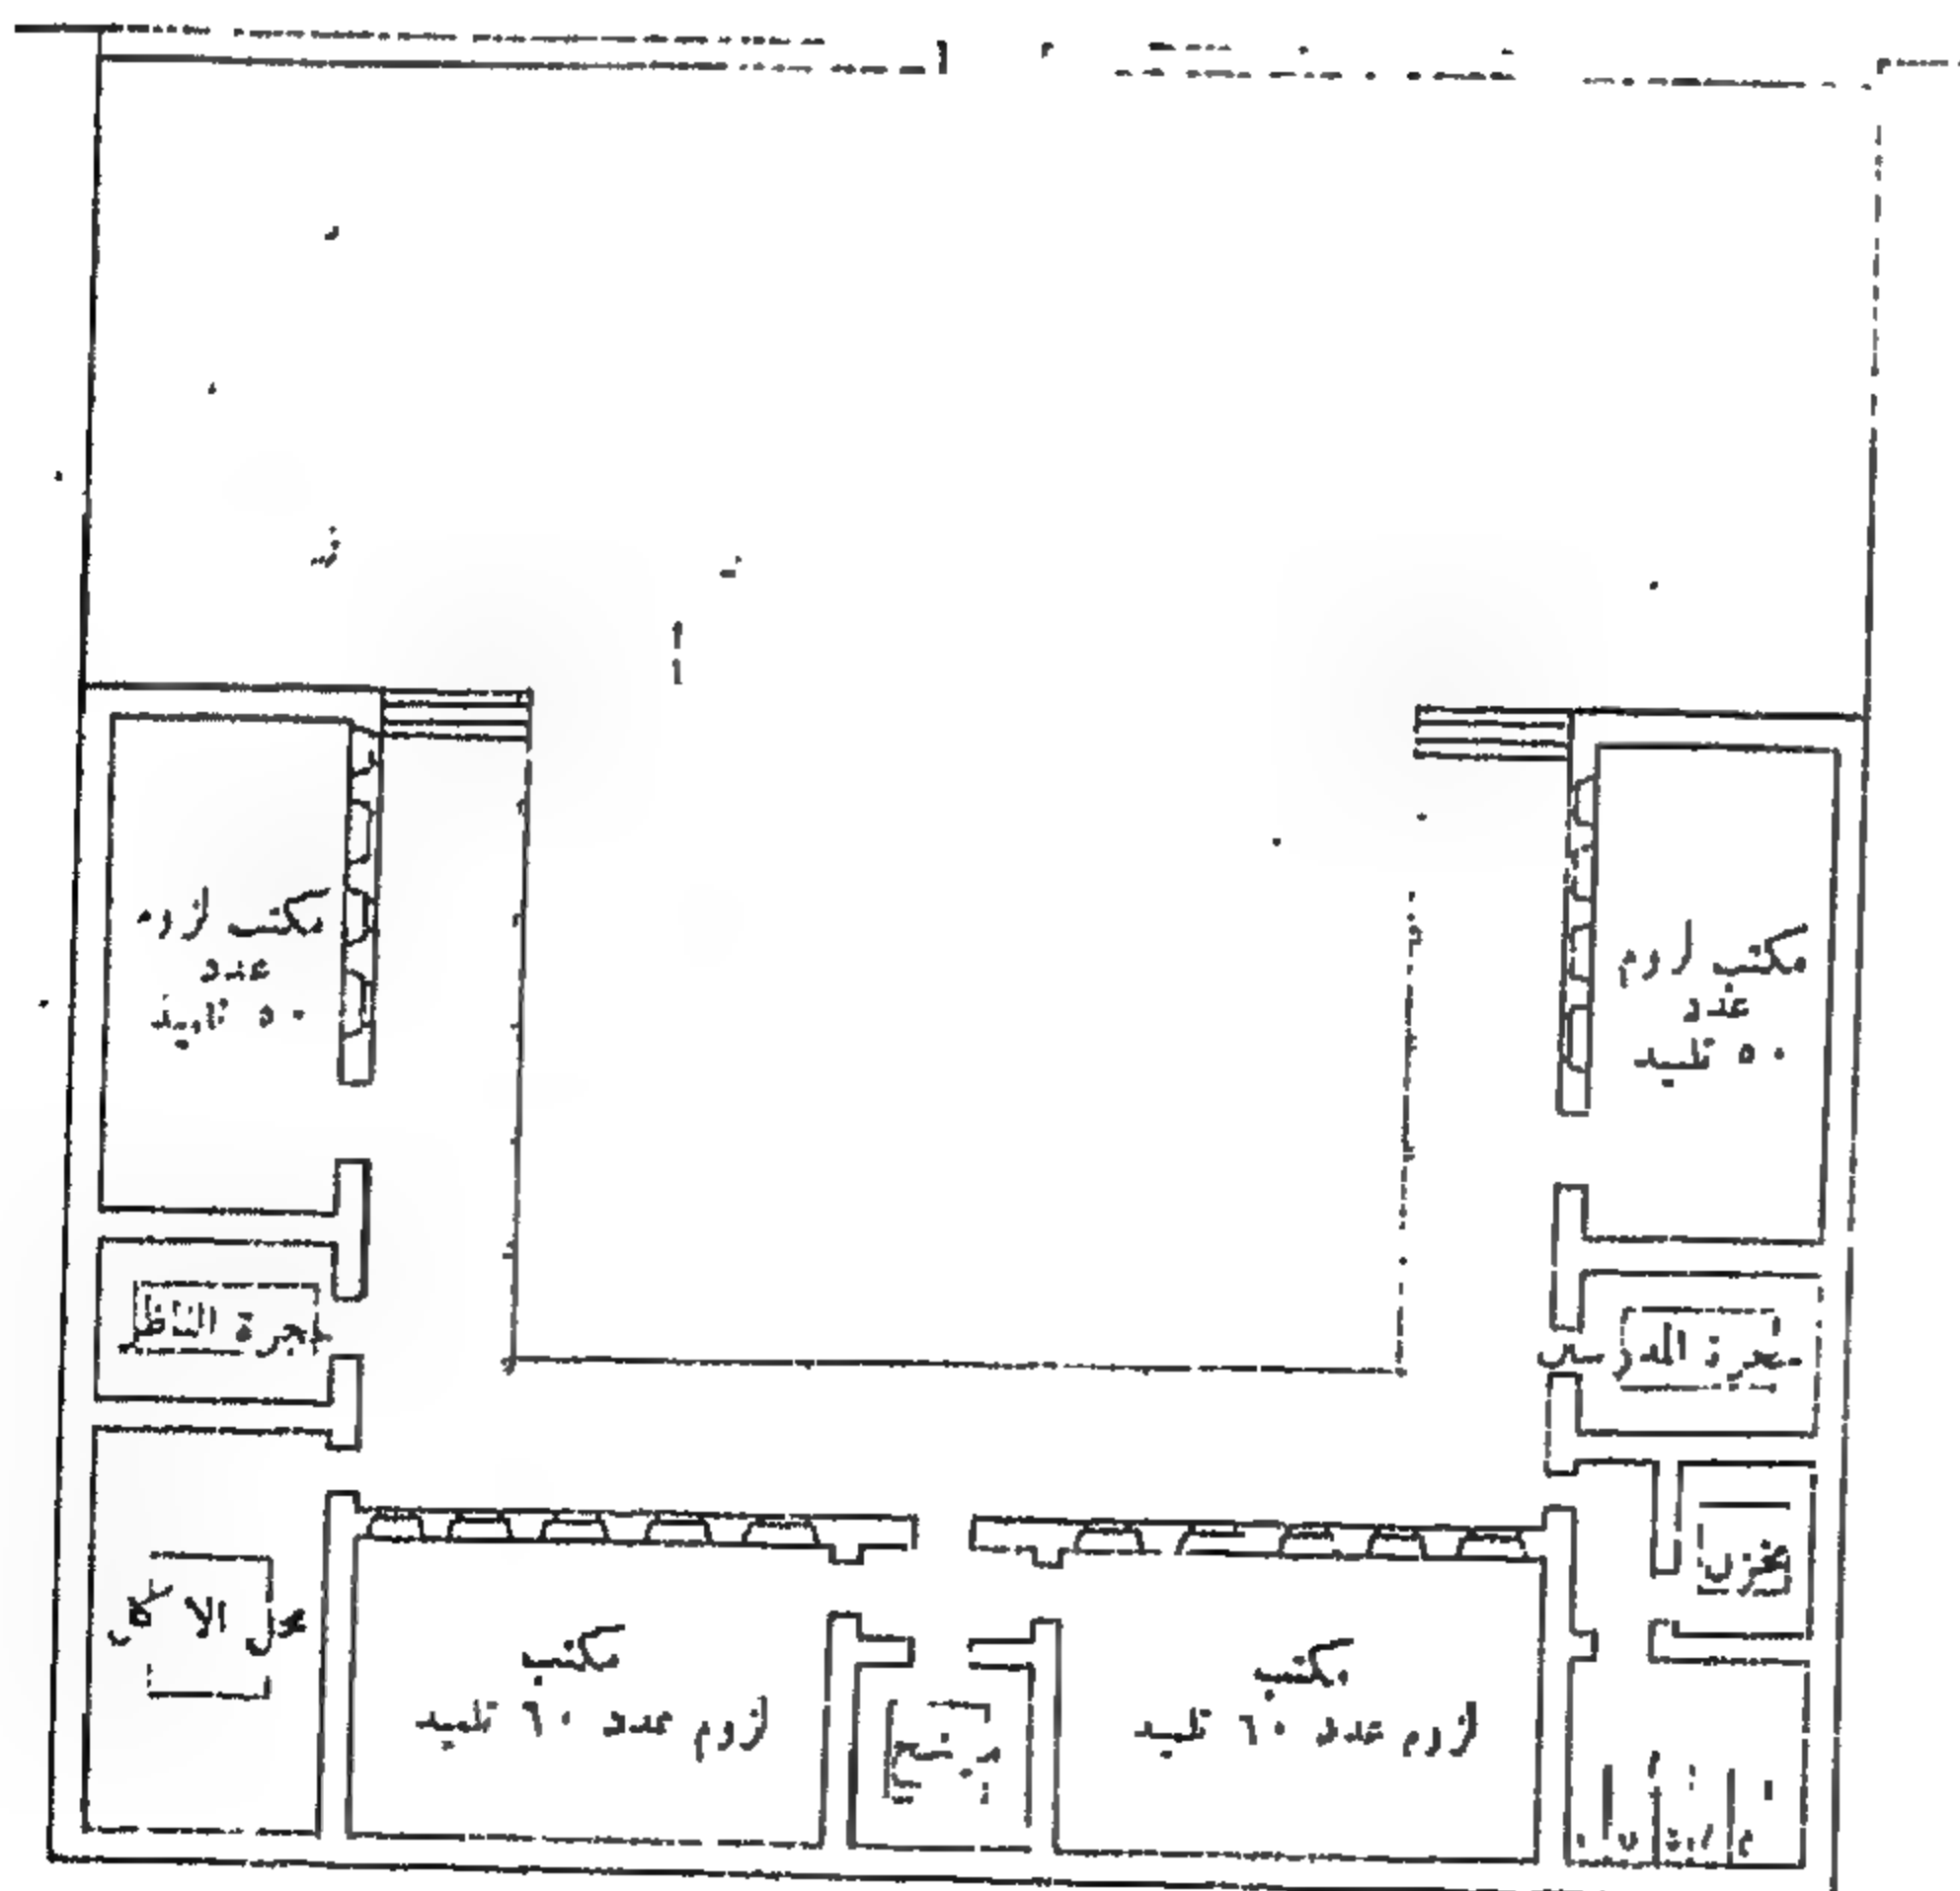 مكتب لزوم
عدد
٥٠ تلميذ
مكتب لزوم
عدد
٥٠ تلميذ
حجرة
حجرة المدرسين
مخزن
محل الاكل
مكتب
لزوم عدد ٦٠ تلميذ
مكتب
لزوم عدد ٦٠ تلميذ